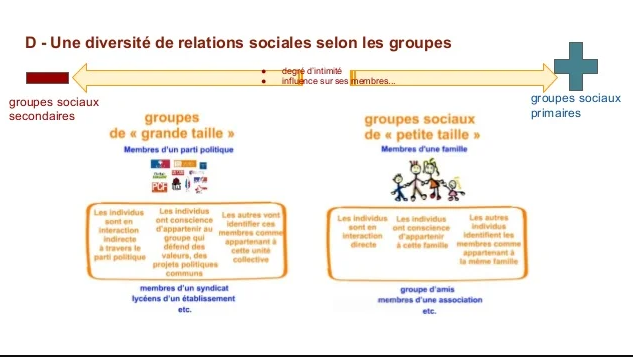 D - Une diversité de relations sociales selon les groupes
● degré d'intimité
● influence sur ses membres...
groupes sociaux
secondaires
groupes sociaux
primaires
groupes
de « grande taille »
Membres d'un parti politique
PCF
Les individus
sont en
interaction
indirecte
à travers le
parti politique
Les individus
ont conscience
d'appartenir au
groupe qui
défend des
valeurs, des
projets politiques
communs
Les autres vont
identifier ces
membres comme
appartenant à
cette unité
collective
membres d'un syndicat
lycéens d'un établissement
etc.
groupes sociaux
de « petite taille »
Membres d'une famille
Les individus
sont en
interaction
directe
Les individus
ont conscience
d'appartenir
à cette famille
Les autres
individus
identifient les
membres comme
appartenant à
la même famille
groupe d'amis
membres d'une association
etc.